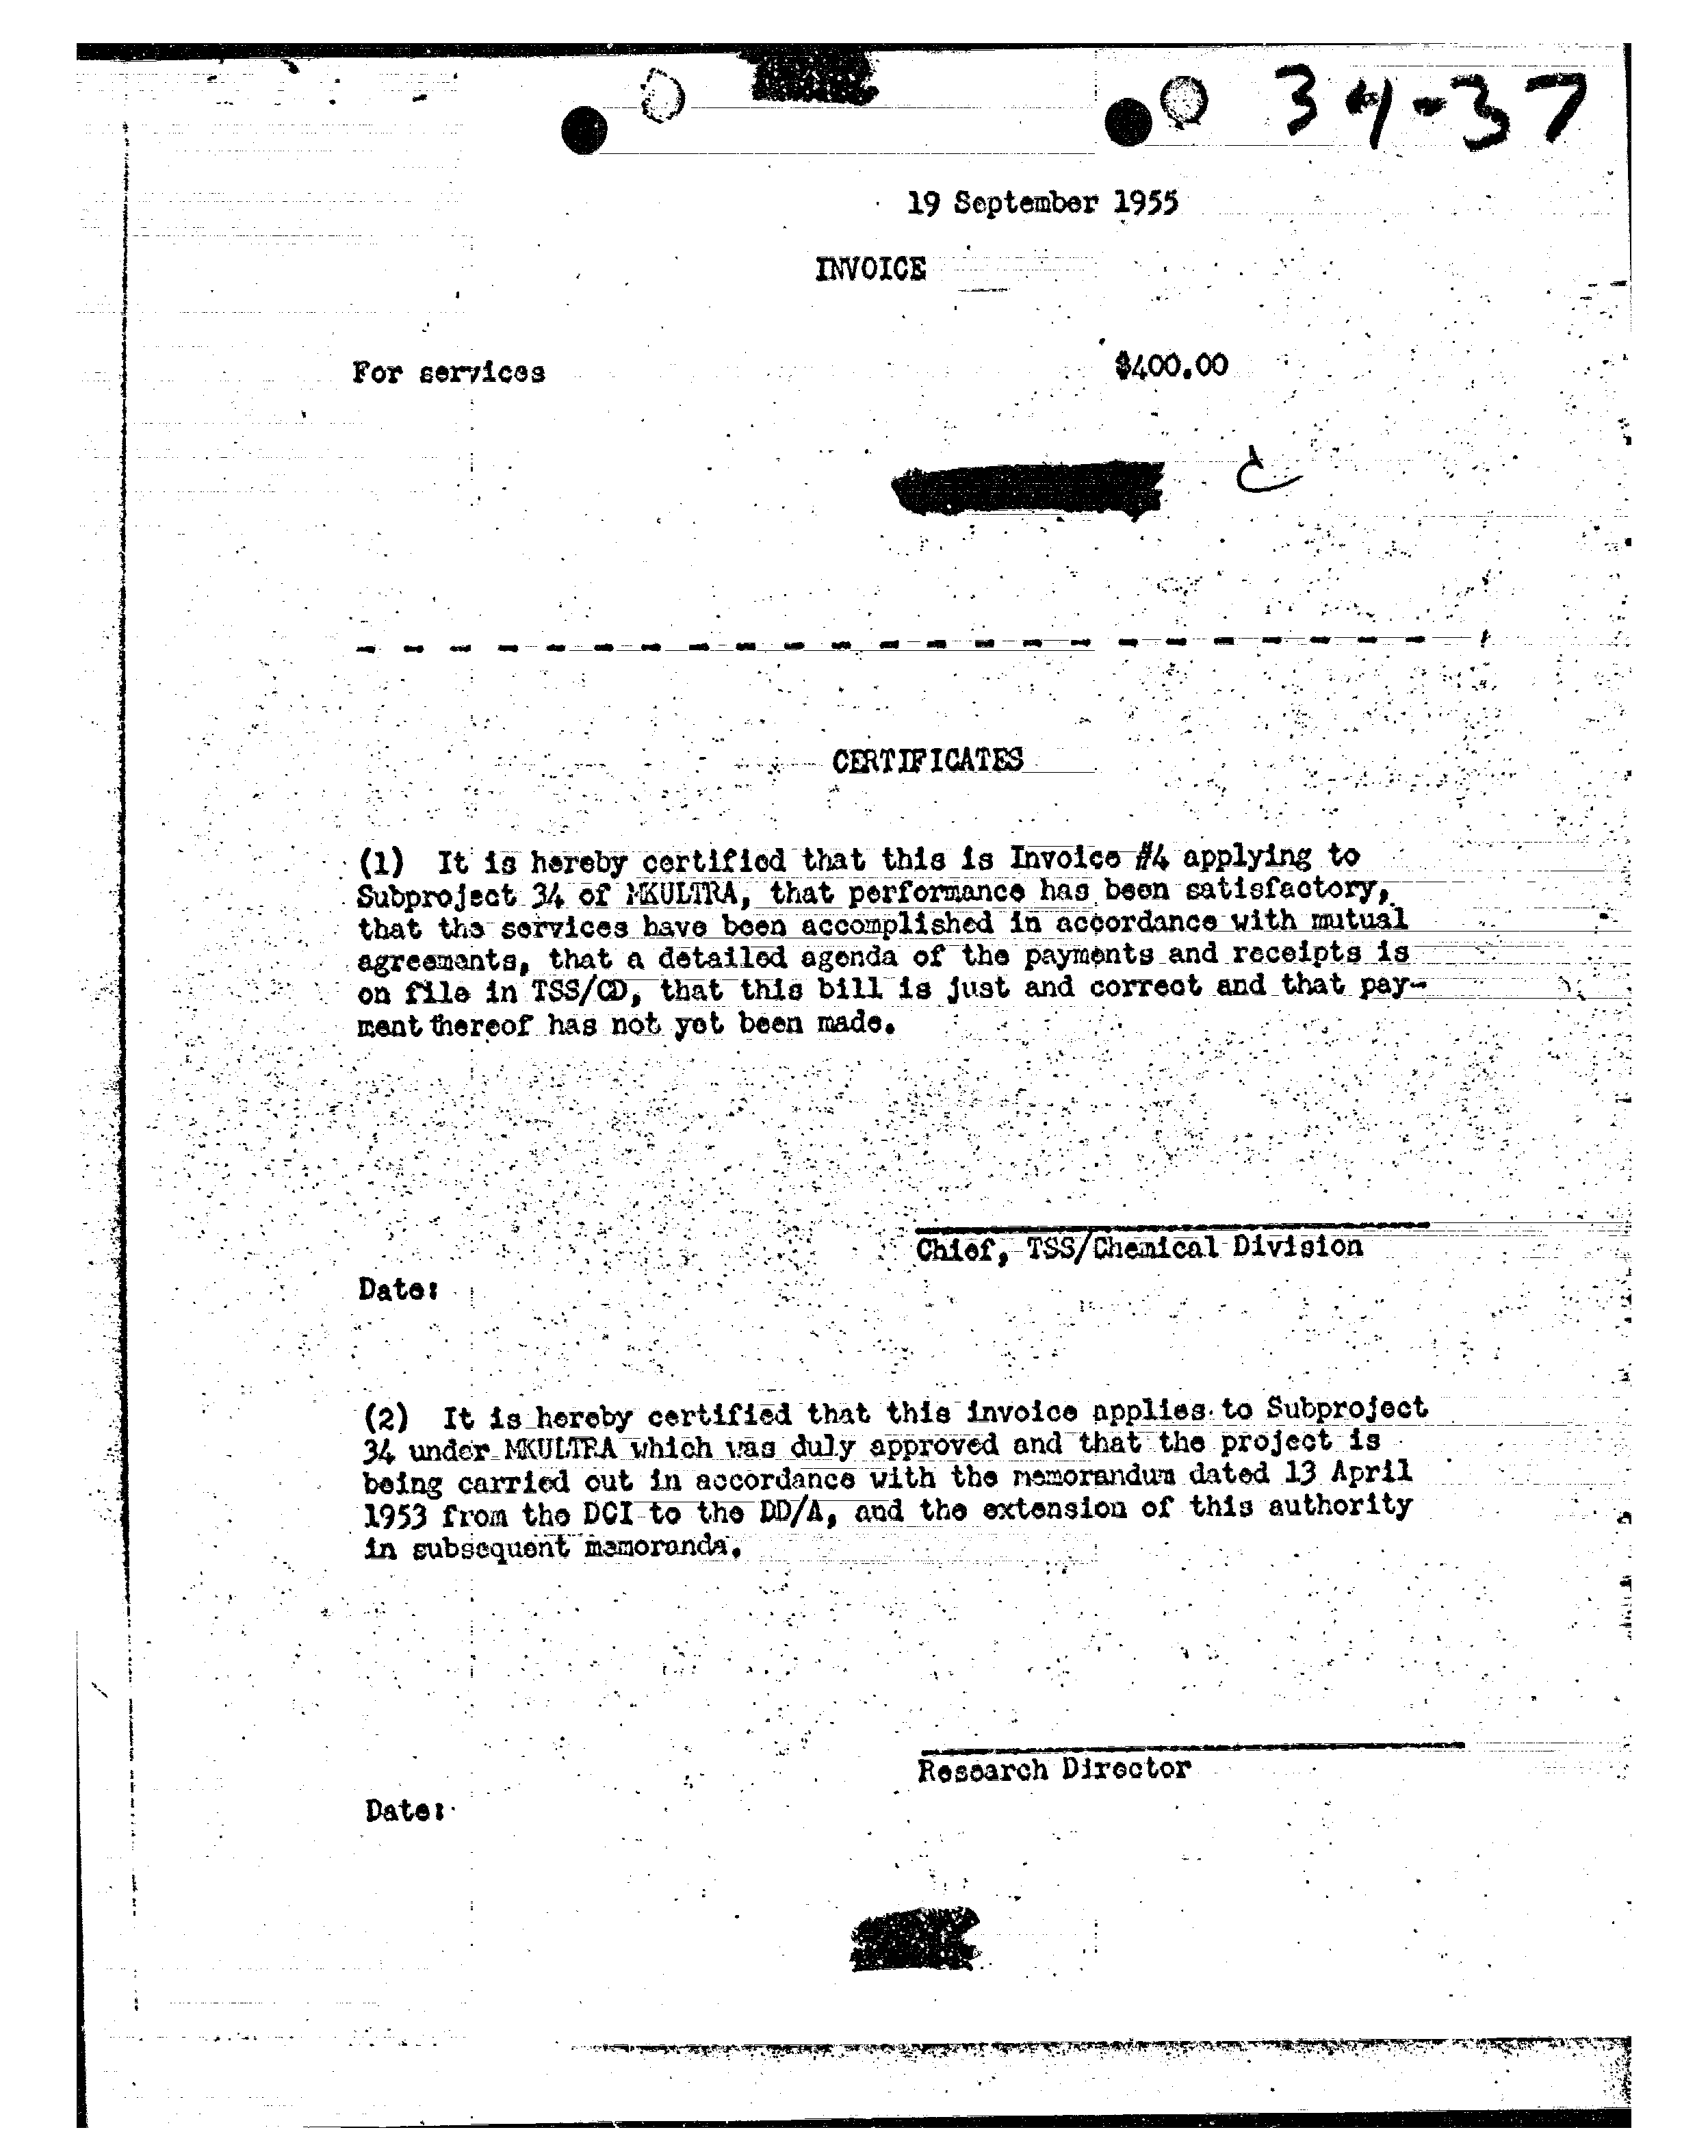 34-37
19 September 1955
INVOICE
For services $400.00
C
CERTIFICATES
(1) It is hereby certified that this is Invoice #4 applying to
Subproject 34 of MKULTRA, that performance has been satisfactory,
that the services have been accomplished in accordance with mutual
agreements, that a detailed agenda of the payments and receipts is
on file in TSS/CD, that this bill is just and correct and that pay-
ment thereof has not yet been made.
Chief, TSS/Chemical Division
Date:
(2) It is hereby certified that this invoice applies to Subproject
34 under MKULTRA which was duly approved and that the project is
being carried out in accordance with the memorandum dated 13 April
1953 from the DCI to the DD/A, and the extension of this authority
in subsequent memoranda.
Research Director
Date: